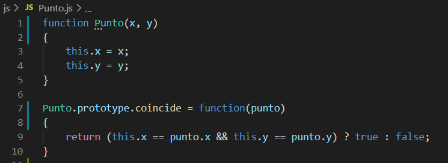 js > JS Punto.js > ...
1 function Punto(x, y)
2 {
3     this.x = x;
4     this.y = y;
5 }
6
7 Punto.prototype.coincide = function(punto)
8 {
9     return (this.x == punto.x && this.y == punto.y) ? true : false;
10 }